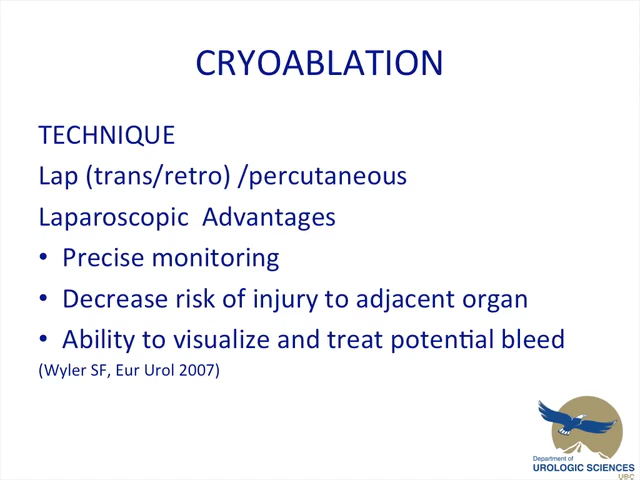 CRYOABLATION
TECHNIQUE
Lap (trans/retro) /percutaneous
Laparoscopic Advantages
• Precise monitoring
• Decrease risk of injury to adjacent organ
• Ability to visualize and treat potential bleed
(Wyler SF, Eur Urol 2007)
Department of
UROLOGIC SCIENCES
UBC